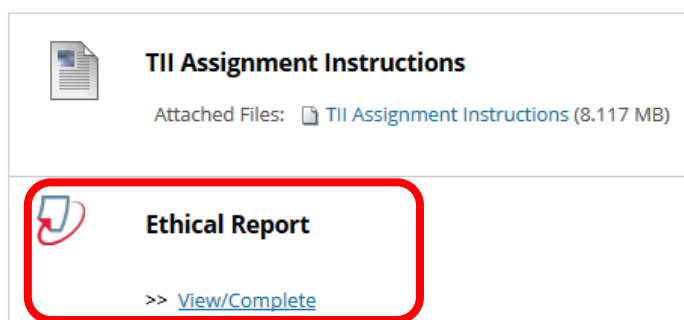 TII Assignment Instructions
Attached Files: TII Assignment Instructions (8.117 MB)
Ethical Report
>> View/Complete